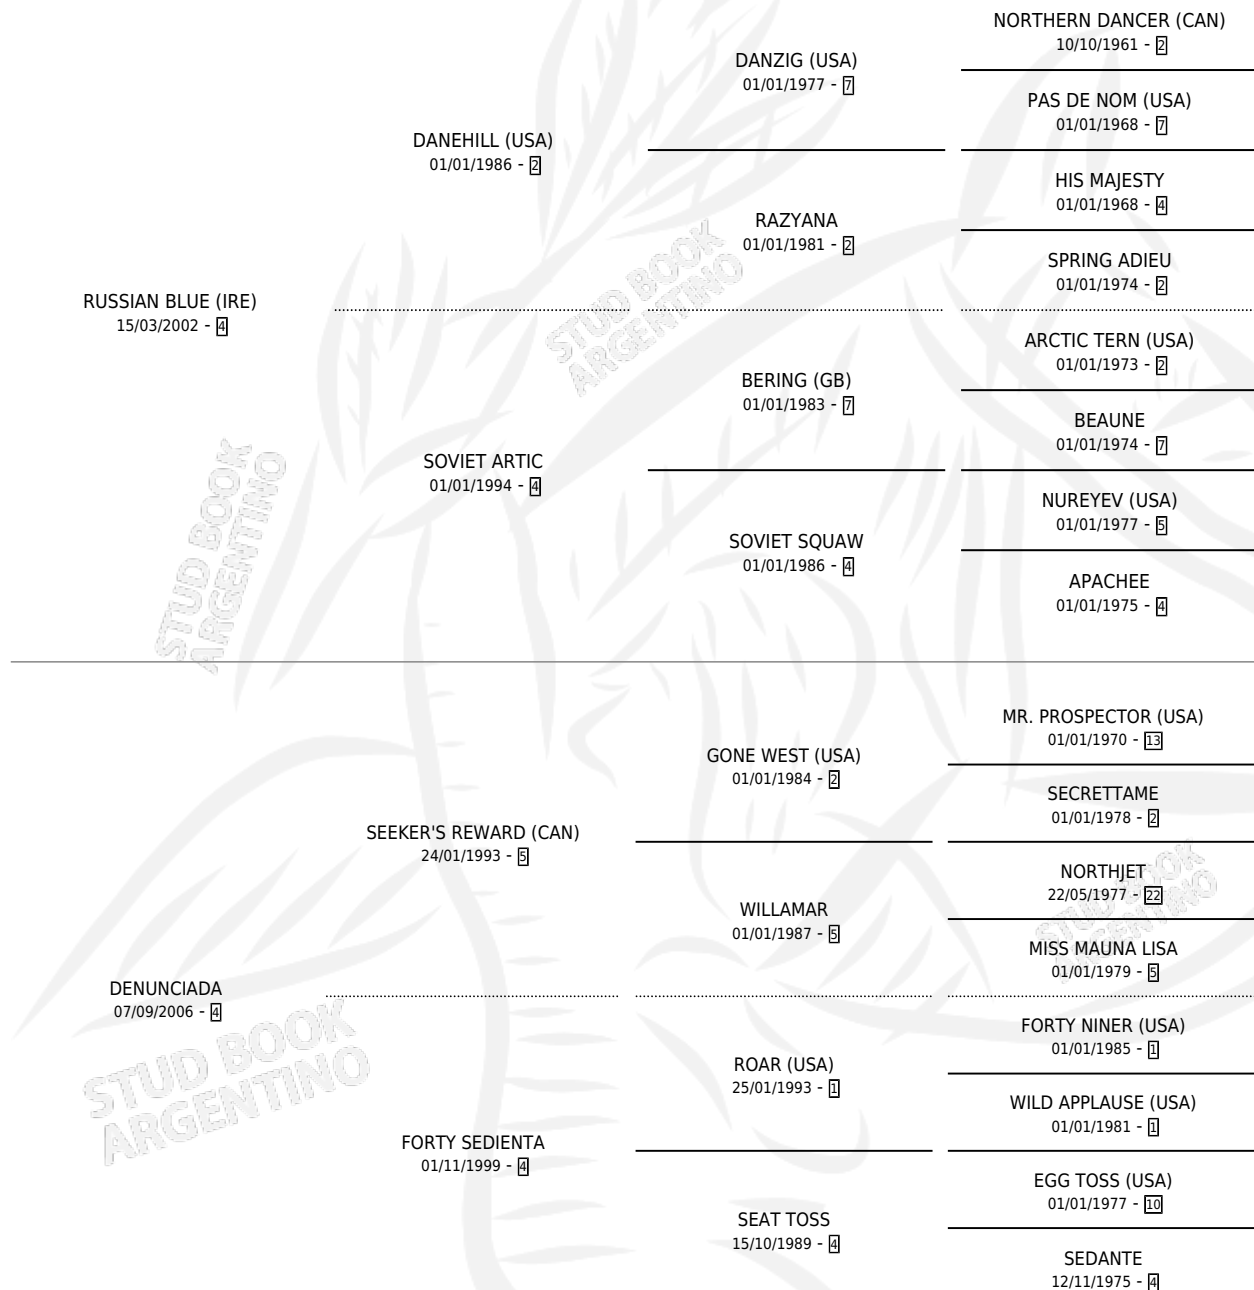 NORTHERN DANCER (CAN)
10/10/1961 - 2
DANZIG (USA)
01/01/1977 - 7
PAS DE NOM (USA)
01/01/1968 - 7
DANEHILL (USA)
01/01/1986 - 2
HIS MAJESTY
01/01/1968 - 4
RAZYANA
01/01/1981 - 2
SPRING ADIEU
01/01/1974 - 2
RUSSIAN BLUE (IRE)
15/03/2002 - 4
ARCTIC TERN (USA)
01/01/1973 - 2
BERING (GB)
01/01/1983 - 7
BEAUNE
01/01/1974 - 7
SOVIET ARTIC
01/01/1994 - 4
NUREYEV (USA)
01/01/1977 - 5
SOVIET SQUAW
01/01/1986 - 4
APACHEE
01/01/1975 - 4
MR. PROSPECTOR (USA)
01/01/1970 - 13
GONE WEST (USA)
01/01/1984 - 2
SECRETTAME
01/01/1978 - 2
SEEKER'S REWARD (CAN)
24/01/1993 - 5
NORTHJET
22/05/1977 - 22
WILLAMAR
01/01/1987 - 5
MISS MAUNA LISA
01/01/1979 - 5
DENUNCIADA
07/09/2006 - 4
FORTY NINER (USA)
01/01/1985 - 1
ROAR (USA)
25/01/1993 - 1
WILD APPLAUSE (USA)
01/01/1981 - 1
FORTY SEDIENTA
01/11/1999 - 4
EGG TOSS (USA)
01/01/1977 - 10
SEAT TOSS
15/10/1989 - 4
SEDANTE
12/11/1975 - 4
STUD BOOK
ARGENTINO
STUD BOOK
ARGENTINO
STUD BOOK
ARGENTINO
STUD BOOK
ARGENTINO